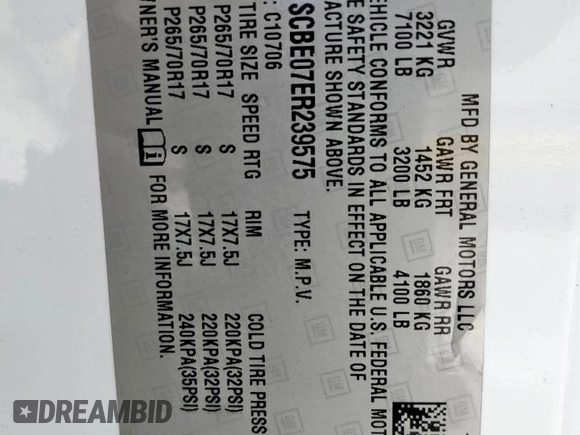 MFD BY GENERAL MOTORS LLC
GVWR GAWR FRT GAWR RR
3221 KG 1452 KG 1860 KG
7100 LB 3200 LB 4100 LB
EHICLE CONFORMS TO ALL APPLICABLE U.S. FEDERAL MOT
E SAFETY STANDARDS IN EFFECT ON THE DATE OF
FACTURE SHOWN ABOVE.
SCBE07ER239575 TYPE: M.P.V.
: C10706
TIRE SIZE SPEED RTG RIM COLD TIRE PRESS
P265/70R17 S 17X7.5J 220KPA(32PSI)
P265/70R17 S 17X7.5J 220KPA(32PSI)
P265/70R17 S 17X7.5J 240KPA(35PSI)
NER'S MANUAL FOR MORE INFORMATION.
GM
DREAMBID